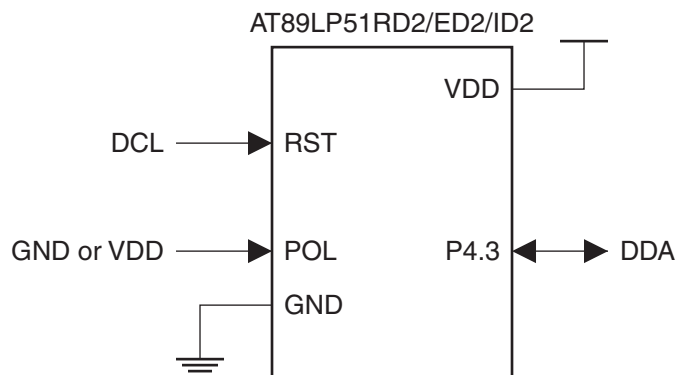 AT89LP51RD2/ED2/ID2
VDD
DCL
RST
GND or VDD
POL
P4.3
DDA
GND